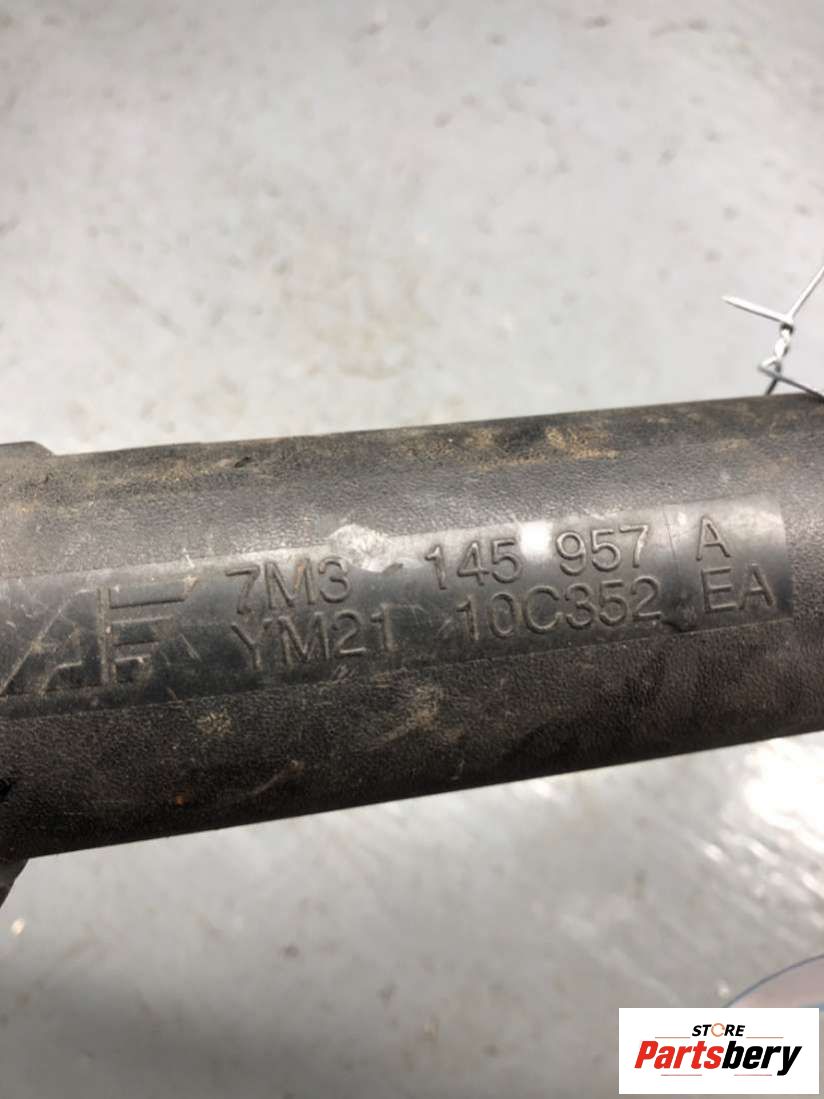 7M3 145 957 A
YM21 10C352 EA
STORE
Partsbery